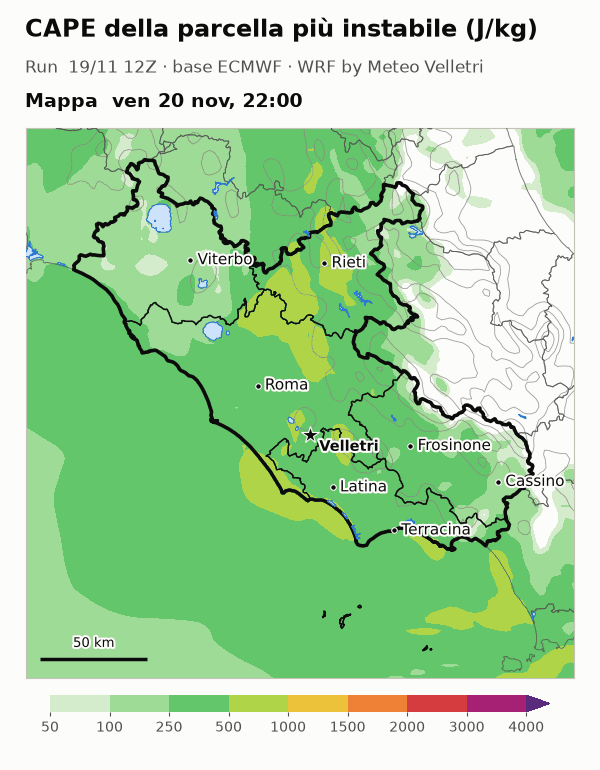 CAPE della parcella più instabile (J/kg)
Run  19/11 12Z · base ECMWF · WRF by Meteo Velletri
Mappa  ven 20 nov, 22:00
Viterbo
Rieti
Roma
Velletri
Frosinone
Latina
Cassino
Terracina
50 km
50 100 250 500 1000 1500 2000 3000 4000